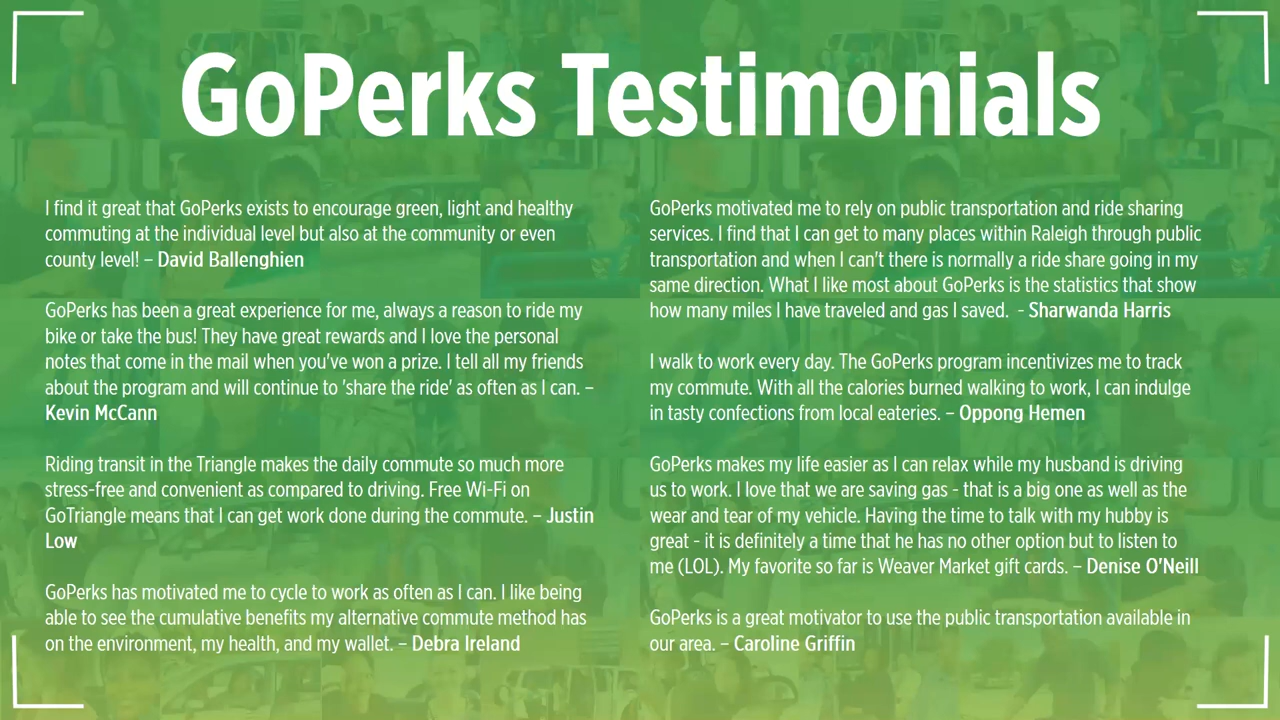 GoPerks Testimonials
I find it great that GoPerks exists to encourage green, light and healthy
commuting at the individual level but also at the community or even
county level! – David Ballenghien
GoPerks has been a great experience for me, always a reason to ride my
bike or take the bus! They have great rewards and I love the personal
notes that come in the mail when you've won a prize. I tell all my friends
about the program and will continue to 'share the ride' as often as I can. –
Kevin McCann
Riding transit in the Triangle makes the daily commute so much more
stress-free and convenient as compared to driving. Free Wi-Fi on
GoTriangle means that I can get work done during the commute. – Justin
Low
GoPerks has motivated me to cycle to work as often as I can. I like being
able to see the cumulative benefits my alternative commute method has
on the environment, my health, and my wallet. – Debra Ireland
GoPerks motivated me to rely on public transportation and ride sharing
services. I find that I can get to many places within Raleigh through public
transportation and when I can't there is normally a ride share going in my
same direction. What I like most about GoPerks is the statistics that show
how many miles I have traveled and gas I saved.  - Sharwanda Harris
I walk to work every day. The GoPerks program incentivizes me to track
my commute. With all the calories burned walking to work, I can indulge
in tasty confections from local eateries. – Oppong Hemen
GoPerks makes my life easier as I can relax while my husband is driving
us to work. I love that we are saving gas - that is a big one as well as the
wear and tear of my vehicle. Having the time to talk with my hubby is
great - it is definitely a time that he has no other option but to listen to
me (LOL). My favorite so far is Weaver Market gift cards. – Denise O'Neill
GoPerks is a great motivator to use the public transportation available in
our area. – Caroline Griffin